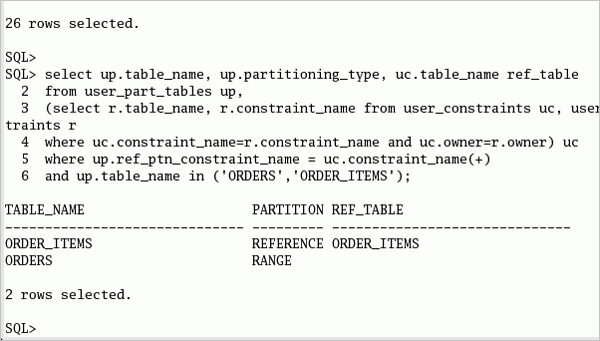 26 rows selected.
SQL>
SQL> select up.table_name, up.partitioning_type, uc.table_name ref_table
2 from user_part_tables up,
3 (select r.table_name, r.constraint_name from user_constraints uc, user
traints r
4 where uc.constraint_name=r.constraint_name and uc.owner=r.owner) uc
5 where up.ref_ptn_constraint_name = uc.constraint_name(+)
6 and up.table_name in ('ORDERS','ORDER_ITEMS');
TABLE_NAME PARTITION REF_TABLE
------------------------------ --------- ------------------------------
ORDER_ITEMS REFERENCE ORDER_ITEMS
ORDERS RANGE
2 rows selected.
SQL>